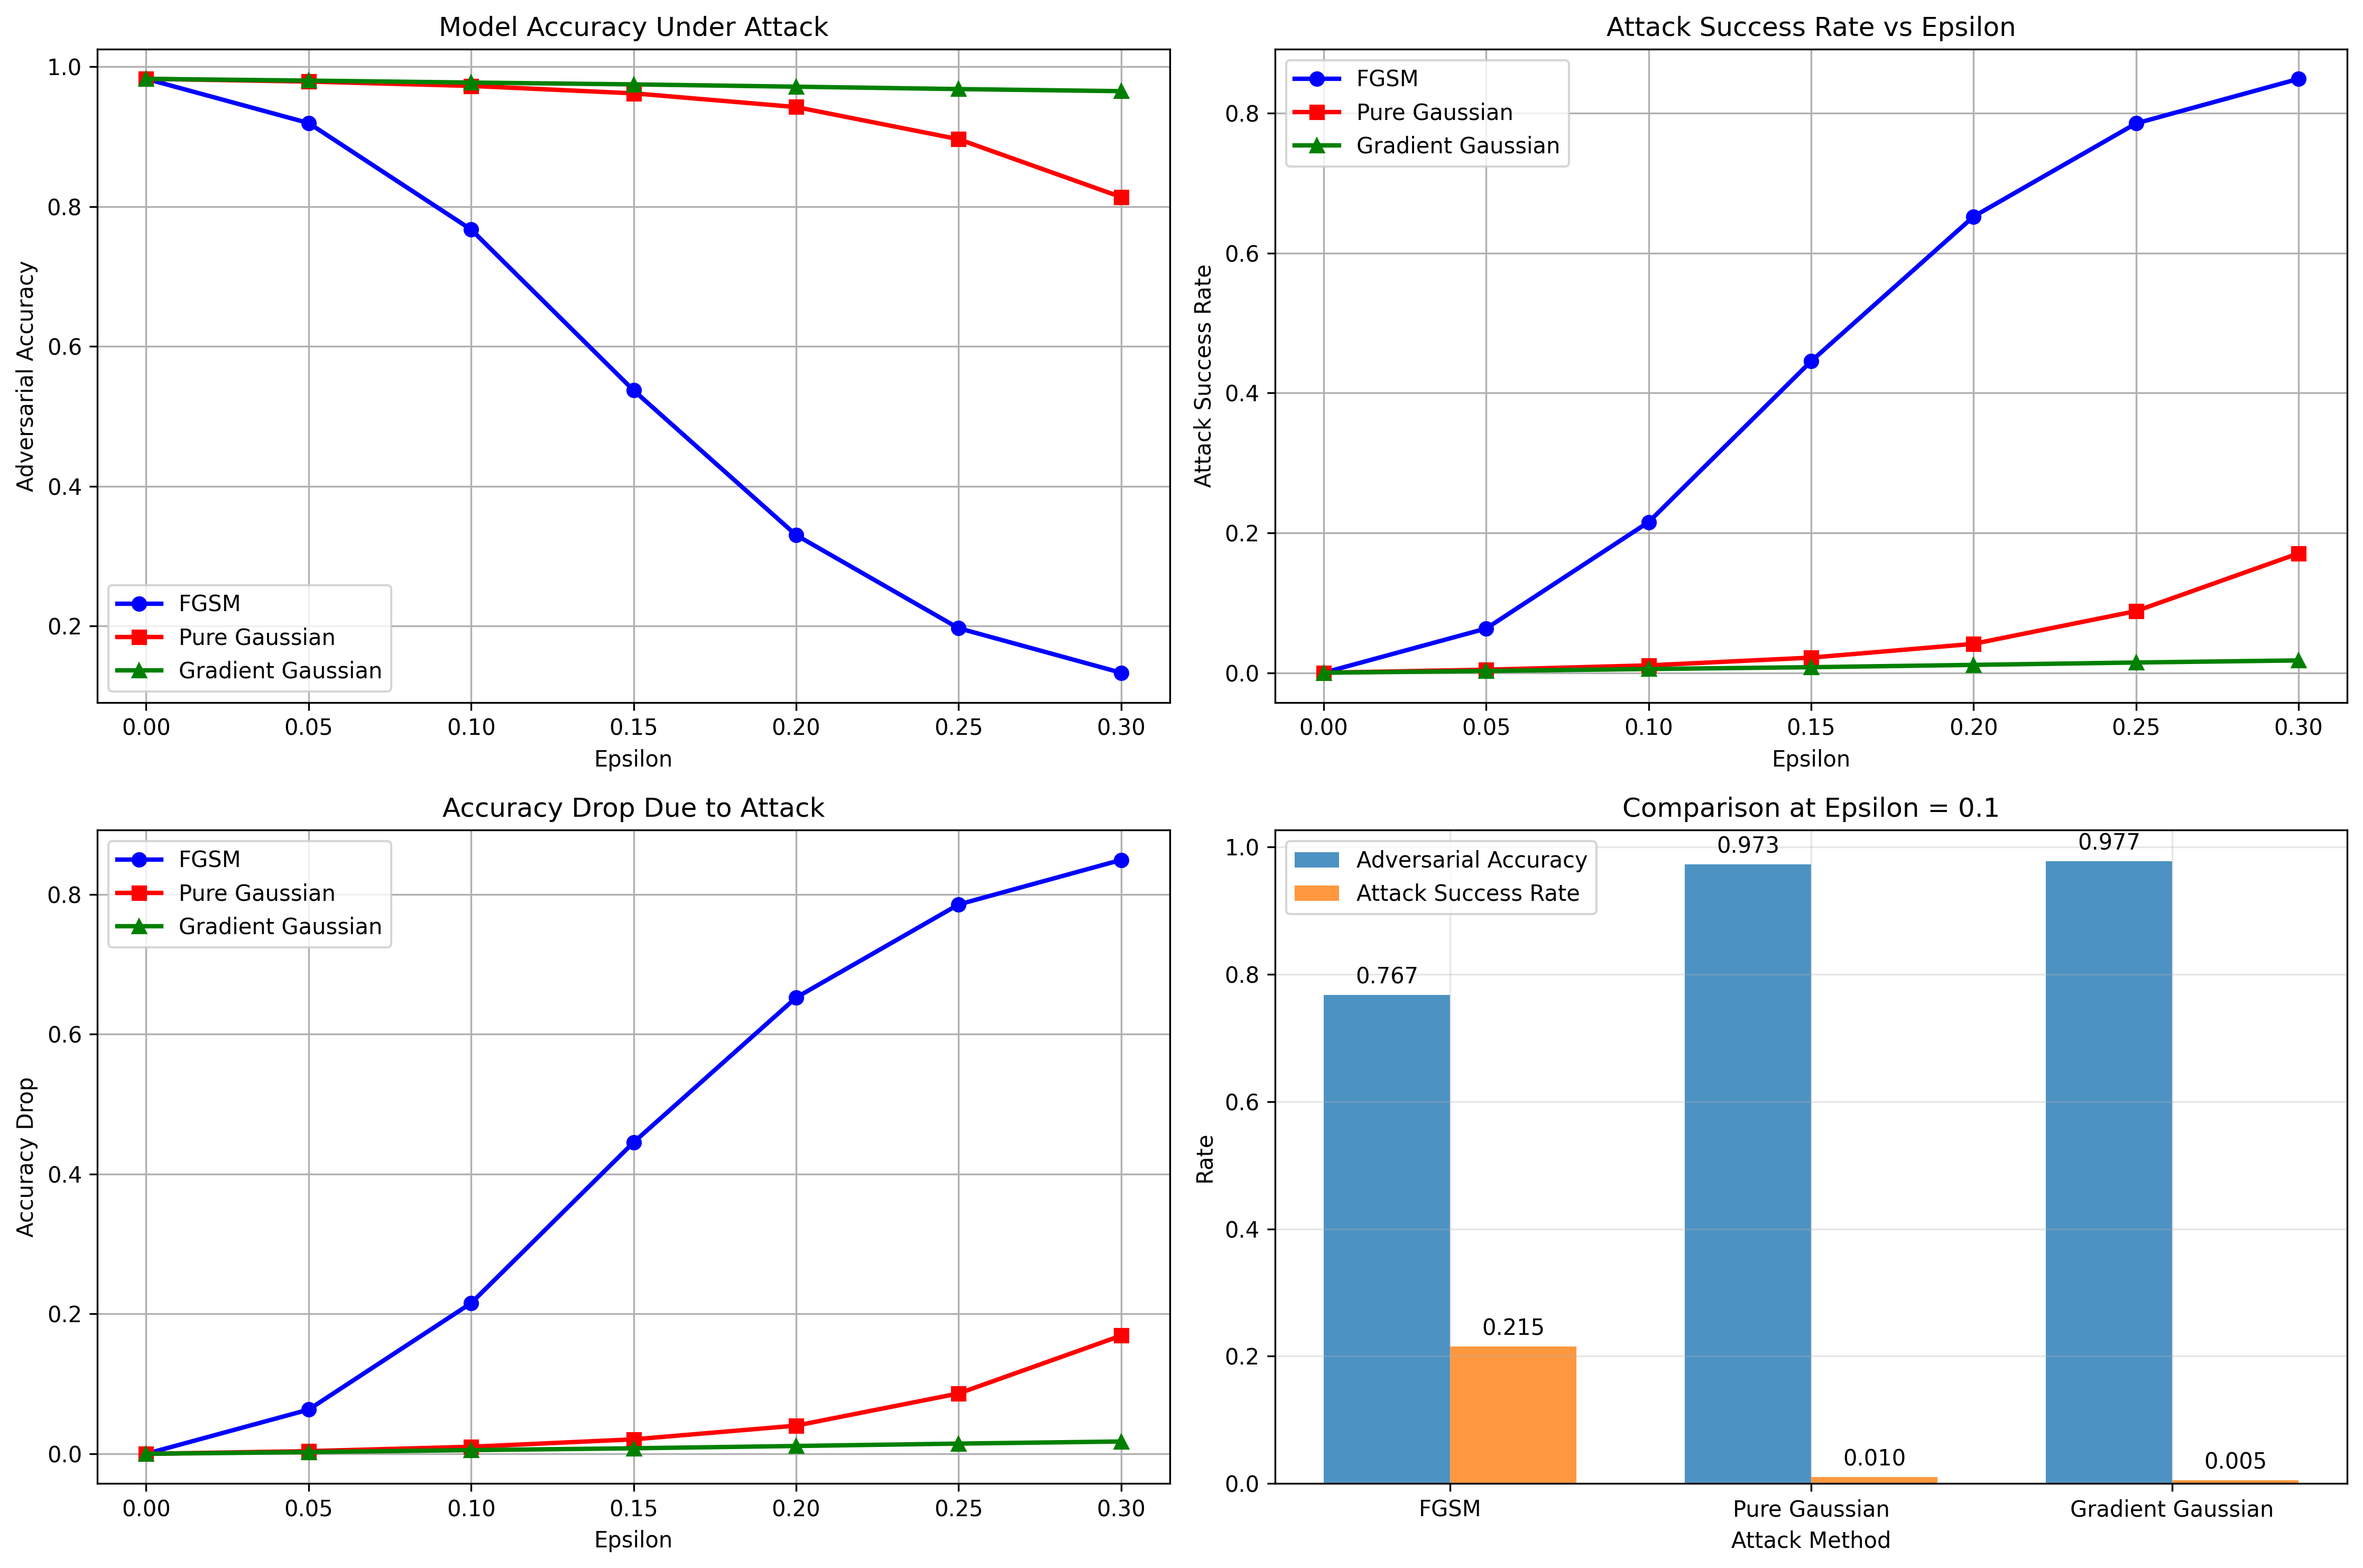 Model Accuracy Under Attack
Adversarial Accuracy
1.0
0.8
0.6
0.4
0.2
FGSM
Pure Gaussian
Gradient Gaussian
0.00 0.05 0.10 0.15 0.20 0.25 0.30
Epsilon
Attack Success Rate vs Epsilon
Attack Success Rate
0.8
0.6
0.4
0.2
0.0
FGSM
Pure Gaussian
Gradient Gaussian
0.00 0.05 0.10 0.15 0.20 0.25 0.30
Epsilon
Accuracy Drop Due to Attack
Accuracy Drop
0.8
0.6
0.4
0.2
0.0
FGSM
Pure Gaussian
Gradient Gaussian
0.00 0.05 0.10 0.15 0.20 0.25 0.30
Epsilon
Comparison at Epsilon = 0.1
Rate
1.0
0.8
0.6
0.4
0.2
0.0
Adversarial Accuracy
Attack Success Rate
0.767
0.215
0.973
0.010
0.977
0.005
FGSM Pure Gaussian Gradient Gaussian
Attack Method